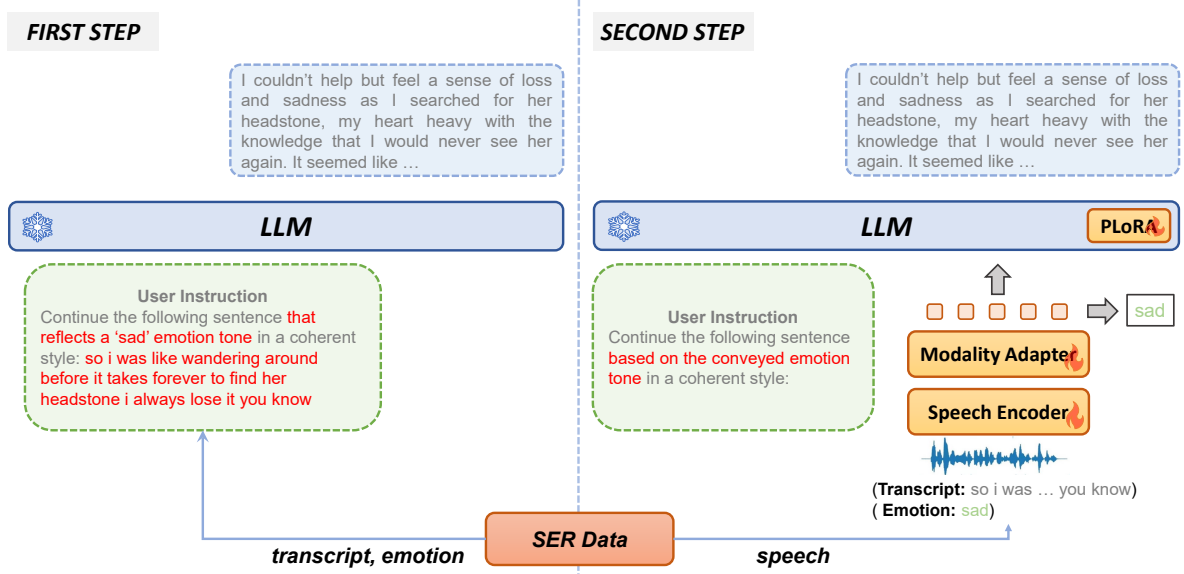 FIRST STEP
I couldn't help but feel a sense of loss
and sadness as I searched for her
headstone, my heart heavy with the
knowledge that I would never see her
again. It seemed like …
LLM
User Instruction
Continue the following sentence that
reflects a 'sad' emotion tone in a coherent
style: so i was like wandering around
before it takes forever to find her
headstone i always lose it you know
SECOND STEP
I couldn't help but feel a sense of loss
and sadness as I searched for her
headstone, my heart heavy with the
knowledge that I would never see her
again. It seemed like …
LLM
PLoRA
User Instruction
Continue the following sentence
based on the conveyed emotion
tone in a coherent style:
sad
Modality Adapter
Speech Encoder
(Transcript: so i was … you know)
( Emotion: sad)
SER Data
transcript, emotion
speech